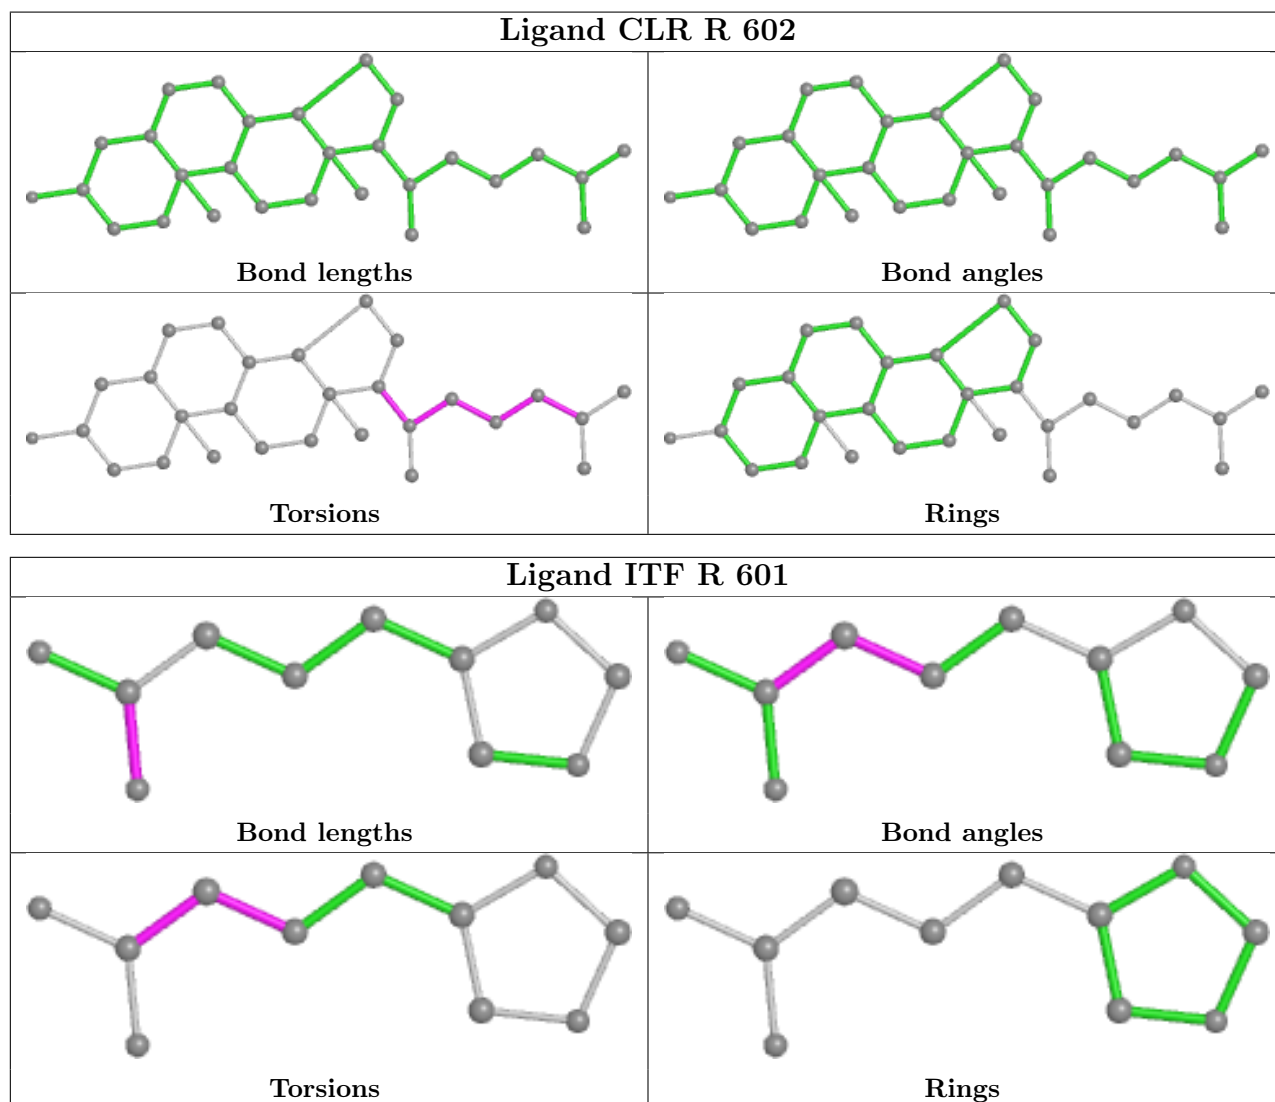 Ligand CLR R 602
Bond lengths
Bond angles
Torsions
Rings
Ligand ITF R 601
Bond lengths
Bond angles
Torsions
Rings